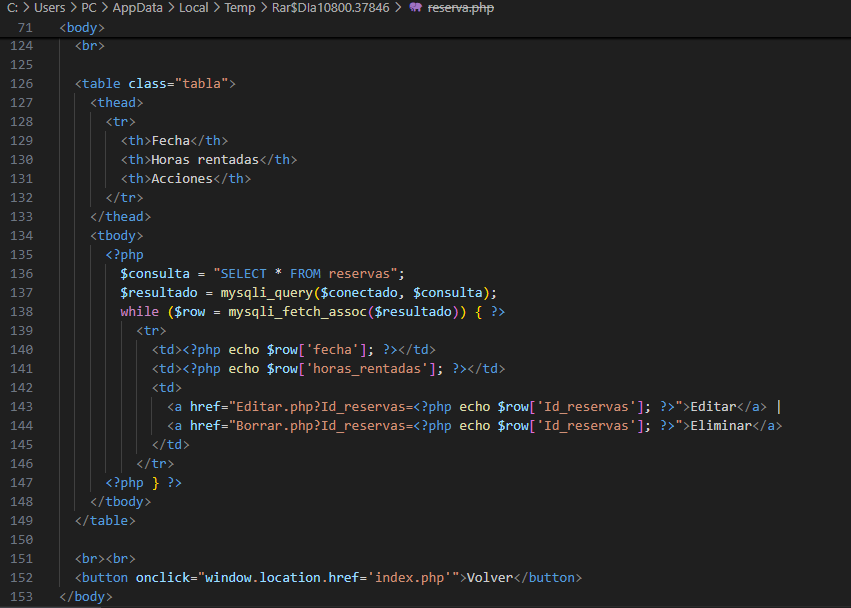 C: > Users > PC > AppData > Local > Temp > Rar$DIa10800.37846 > reserva.php
71 <body>
124 <br>
125
126 <table class="tabla">
127 <thead>
128 <tr>
129 <th>Fecha</th>
130 <th>Horas rentadas</th>
131 <th>Acciones</th>
132 </tr>
133 </thead>
134 <tbody>
135 <?php
136 $consulta = "SELECT * FROM reservas";
137 $resultado = mysqli_query($conectado, $consulta);
138 while ($row = mysqli_fetch_assoc($resultado)) { ?>
139 <tr>
140 <td><?php echo $row['fecha']; ?></td>
141 <td><?php echo $row['horas_rentadas']; ?></td>
142 <td>
143 <a href="Editar.php?Id_reservas=<?php echo $row['Id_reservas']; ?>">Editar</a> |
144 <a href="Borrar.php?Id_reservas=<?php echo $row['Id_reservas']; ?>">Eliminar</a>
145 </td>
146 </tr>
147 <?php } ?>
148 </tbody>
149 </table>
150
151 <br><br>
152 <button onclick="window.location.href='index.php'">Volver</button>
153 </body>